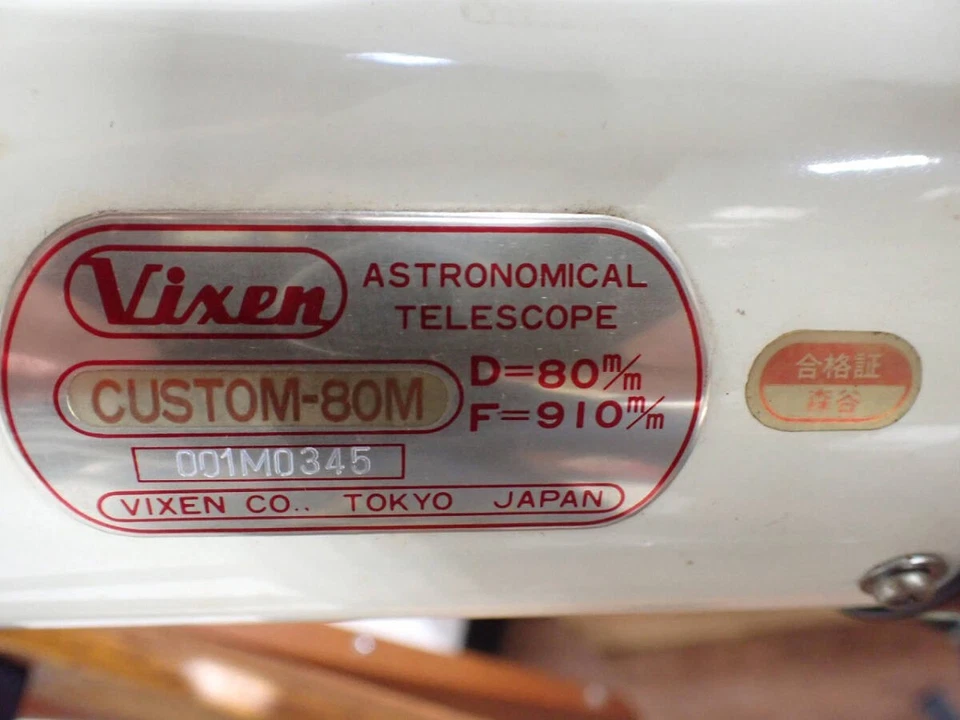 Vixen
ASTRONOMICAL
TELESCOPE
CUSTOM-80M
D=80m/m
F=910m/m
001M0345
VIXEN CO.. TOKYO JAPAN
合格証
森谷